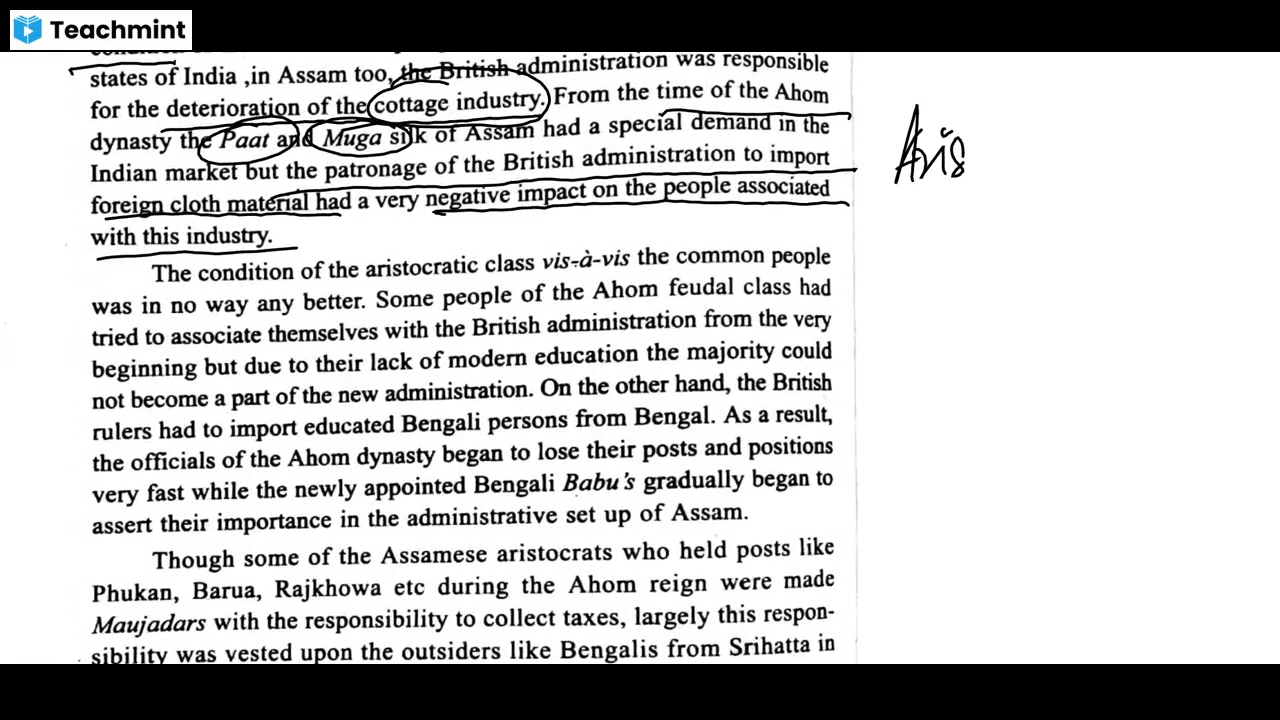 Teachmint
states of India ,in Assam too, the British administration was responsible
for the deterioration of the cottage industry. From the time of the Ahom
dynasty the Paat and Muga silk of Assam had a special demand in the
Indian market but the patronage of the British administration to import
foreign cloth material had a very negative impact on the people associated
with this industry.
The condition of the aristocratic class vis-à-vis the common people
was in no way any better. Some people of the Ahom feudal class had
tried to associate themselves with the British administration from the very
beginning but due to their lack of modern education the majority could
not become a part of the new administration. On the other hand, the British
rulers had to import educated Bengali persons from Bengal. As a result,
the officials of the Ahom dynasty began to lose their posts and positions
very fast while the newly appointed Bengali Babu's gradually began to
assert their importance in the administrative set up of Assam.
Though some of the Assamese aristocrats who held posts like
Phukan, Barua, Rajkhowa etc during the Ahom reign were made
Maujadars with the responsibility to collect taxes, largely this respon-
sibility was vested upon the outsiders like Bengalis from Srihatta in
Aris